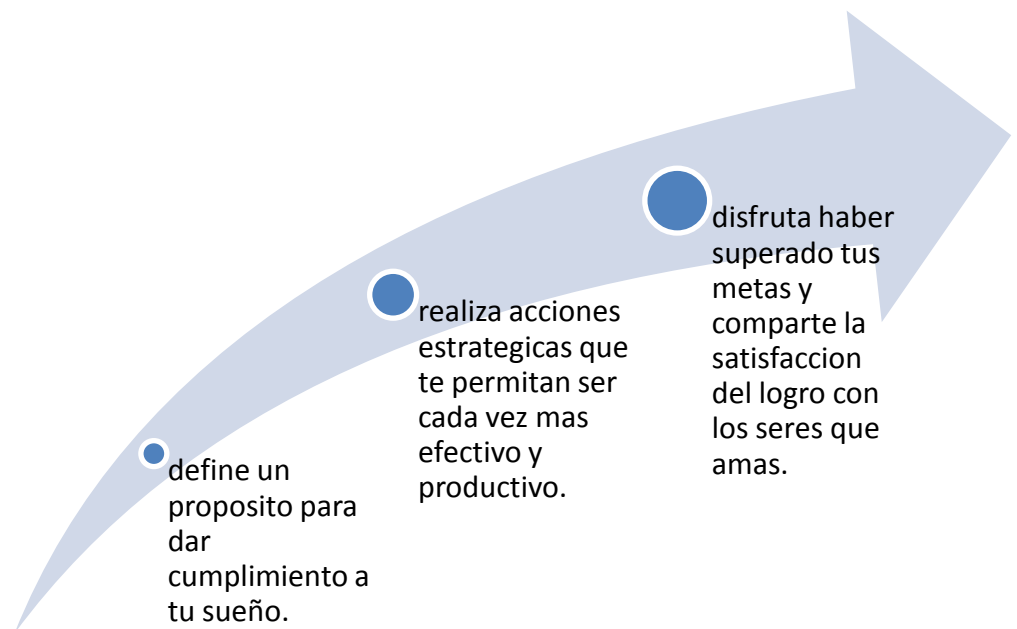 define un
proposito para
dar
cumplimiento a
tu sueño.
realiza acciones
estrategicas que
te permitan ser
cada vez mas
efectivo y
productivo.
disfruta haber
superado tus
metas y
comparte la
satisfaccion
del logro con
los seres que
amas.